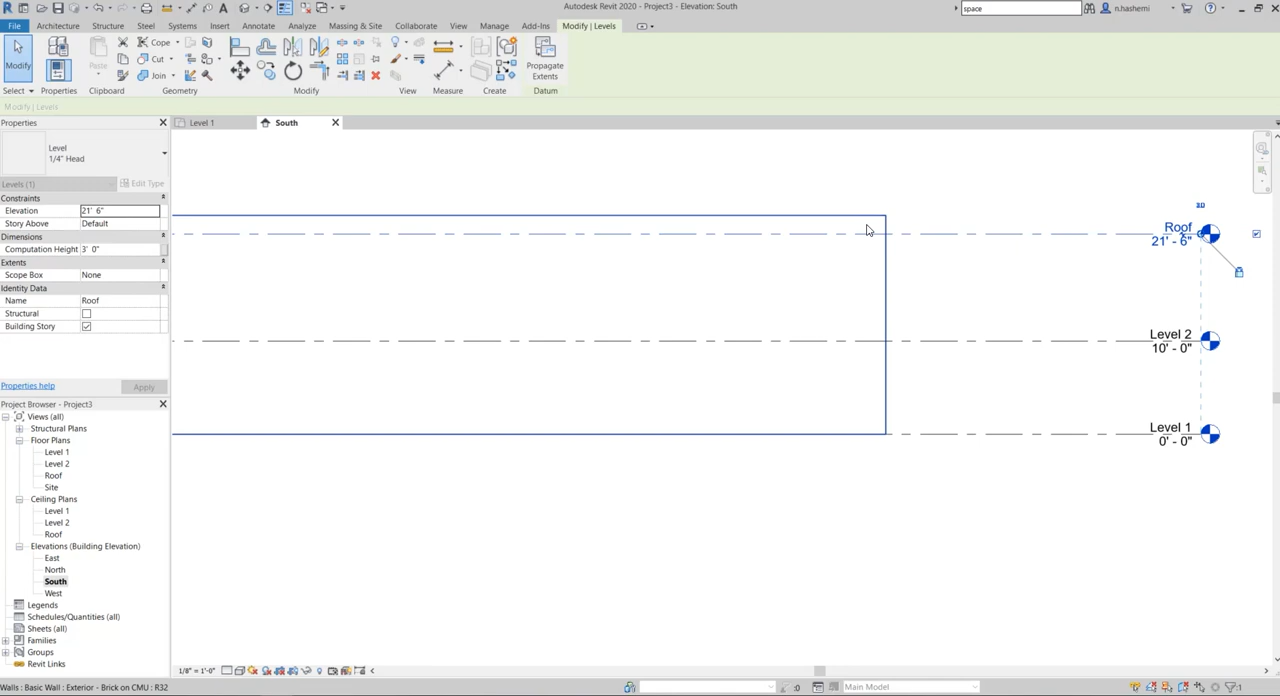 Autodesk Revit 2020 - Project3 - Elevation: South
space
n.hashemi
File Architecture Structure Steel Systems Insert Annotate Analyze Massing & Site Collaborate View Manage Add-Ins Modify | Levels
Cope
Cut
Join
Modify
Paste
Propagate
Extents
Select Properties Clipboard Geometry Modify View Measure Create Datum
Modify | Levels
Properties
Level 1
South
Level
1/4" Head
Levels (1)
Edit Type
Constraints
Elevation 21' 6"
Story Above Default
Dimensions
Computation Height 3' 0"
Extents
Scope Box None
Identity Data
Name Roof
Structural
Building Story
Properties help
Apply
Project Browser - Project3
Views (all)
Structural Plans
Floor Plans
Level 1
Level 2
Roof
Site
Ceiling Plans
Level 1
Level 2
Roof
Elevations (Building Elevation)
East
North
South
West
Legends
Schedules/Quantities (all)
Sheets (all)
Families
Groups
Revit Links
3D
Roof
21' - 6"
Level 2
10' - 0"
Level 1
0' - 0"
1/8" = 1'-0"
Walls : Basic Wall : Exterior - Brick on CMU : R32
:0
Main Model
:1